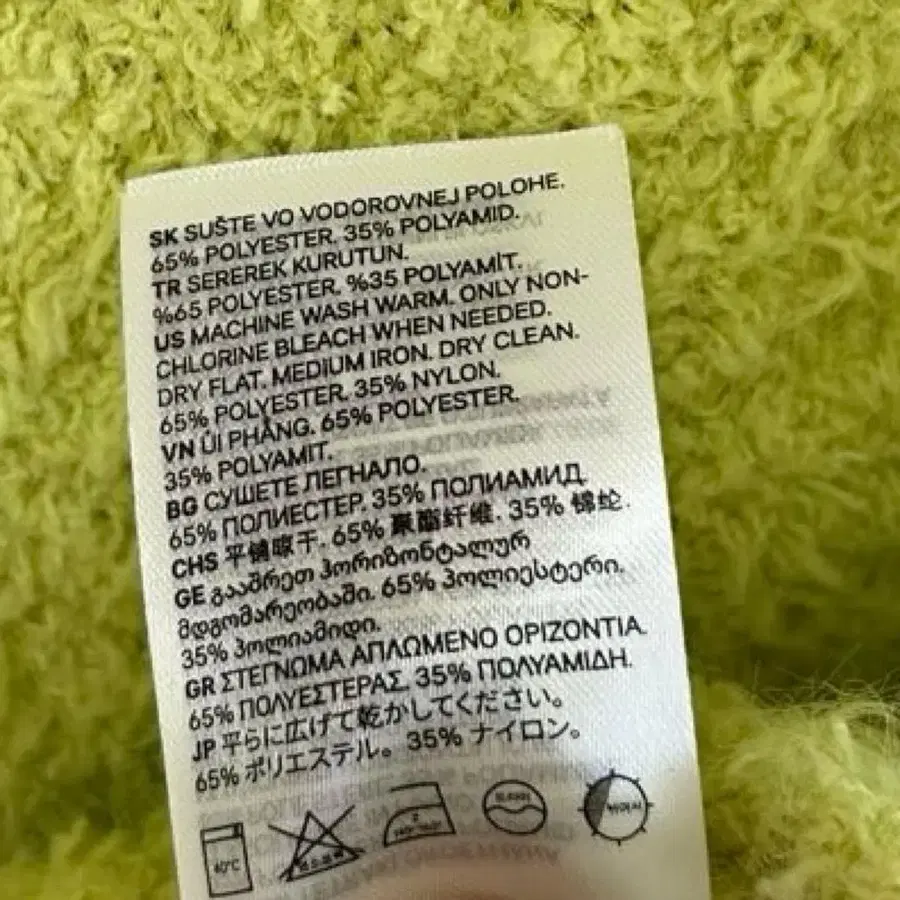 SK SUŠTE VO VODOROVNEJ POLOHE.
65% POLYESTER. 35% POLYAMID.
TR SEREREK KURUTUN.
%65 POLYESTER. %35 POLYAMİT.
US MACHINE WASH WARM. ONLY NON-
CHLORINE BLEACH WHEN NEEDED.
DRY FLAT. MEDIUM IRON. DRY CLEAN.
65% POLYESTER. 35% NYLON.
VN ỦI PHẲNG. 65% POLYESTER.
35% POLYAMIT.
BG СУШЕТЕ ЛЕГНАЛО.
65% ПОЛИЕСТЕР. 35% ПОЛИАМИД.
CHS 平铺晾干. 65% 聚酯纤维. 35% 锦纶.
GE გააშრეთ ჰორიზონტალურ
მდგომარეობაში. 65% პოლიესტერი.
35% პოლიამიდი.
GR ΣΤΕΓΝΩΜΑ ΑΠΛΩΜΕΝΟ ΟΡΙΖΟΝΤΙΑ.
65% ΠΟΛΥΕΣΤΕΡΑΣ. 35% ΠΟΛΥΑΜΙΔΗ.
JP 平らに広げて乾かしてください。
65% ポリエステル。 35% ナイロン。
40°C